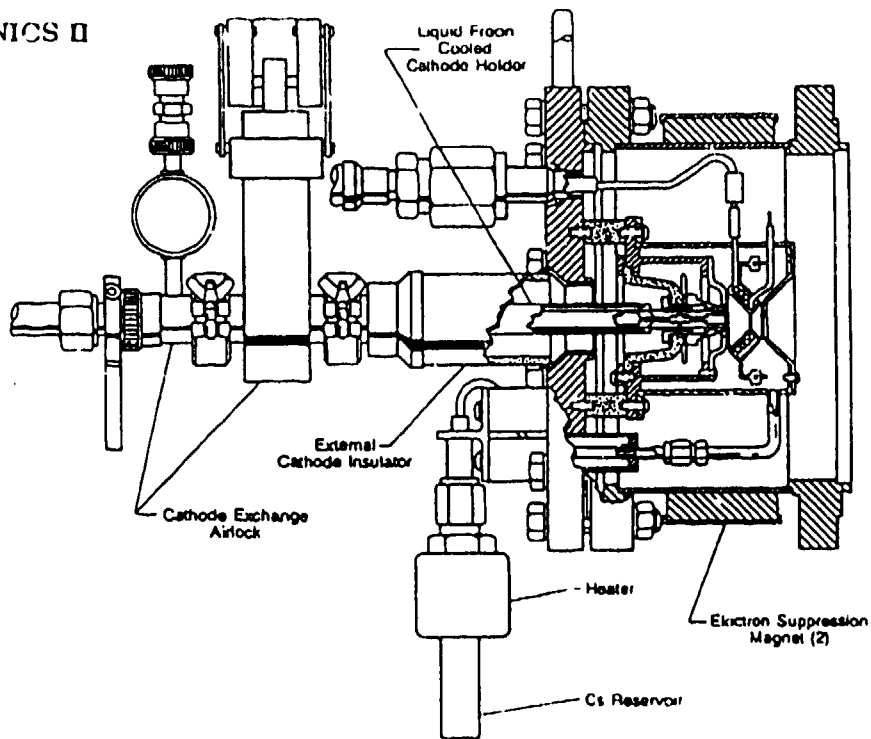 NICS II
Liquid Freon
Cooled
Cathode Holder
External
Cathode Insulator
Cathode Exchange
Airlock
Heater
Electron Suppression
Magnet (2)
Cs Reservoir